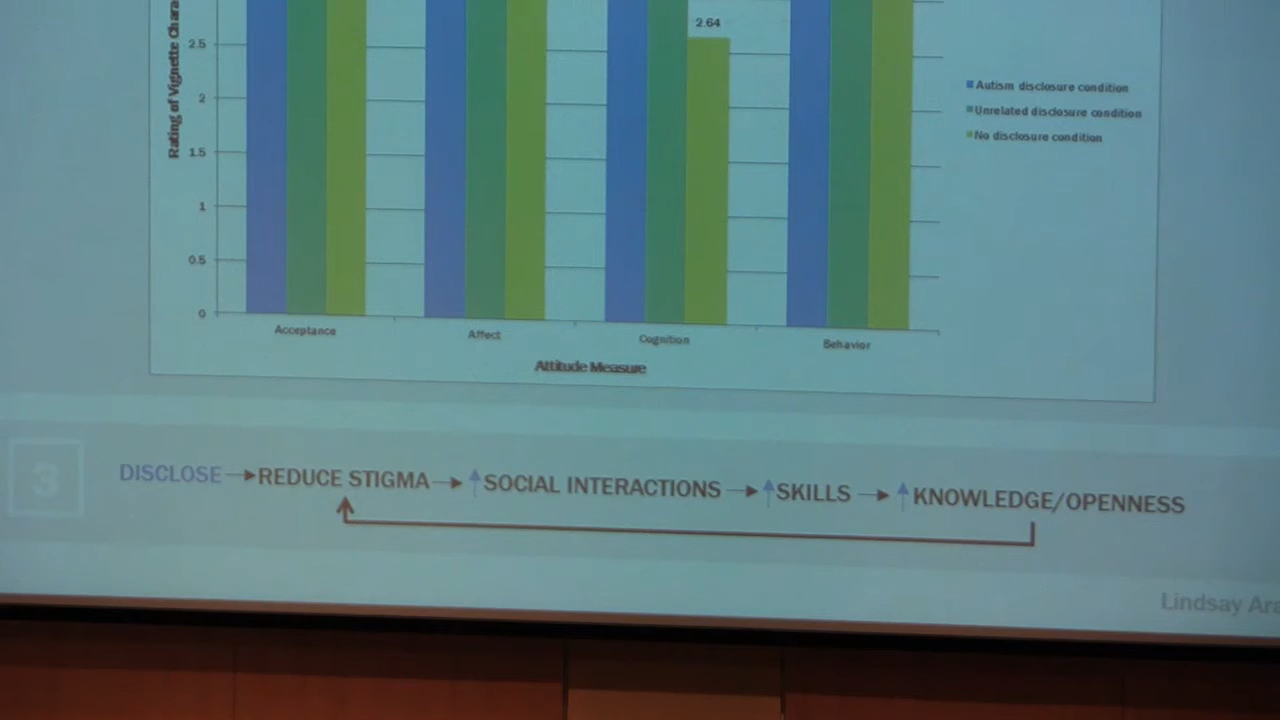 2.64
Rating of Vignette
2.5
2
1.5
1
0.5
0
Autism disclosure condition
Unrelated disclosure condition
No disclosure condition
Acceptance Affect Cognition Behavior
Attitude Measure
3
DISCLOSE → REDUCE STIGMA → ↑ SOCIAL INTERACTIONS → ↑ SKILLS → ↑ KNOWLEDGE/OPENNESS
Lindsay